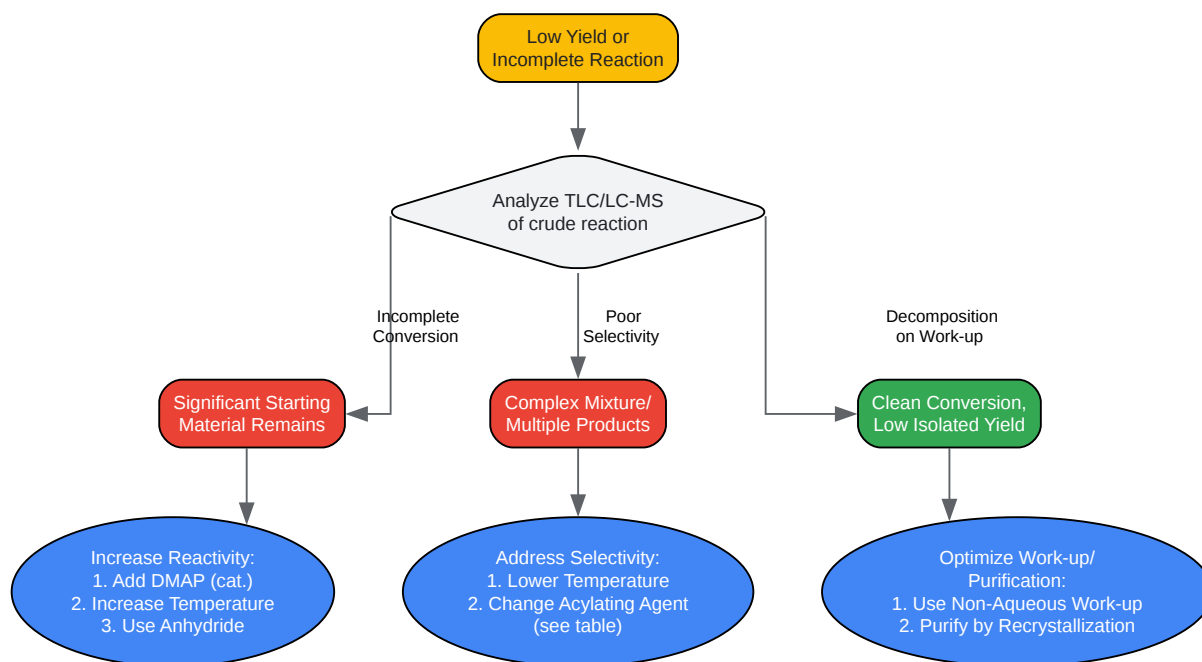 Low Yield or
Incomplete Reaction
Analyze TLC/LC-MS
of crude reaction
Incomplete
Conversion
Poor
Selectivity
Decomposition
on Work-up
Significant Starting
Material Remains
Complex Mixture/
Multiple Products
Clean Conversion,
Low Isolated Yield
Increase Reactivity:
1. Add DMAP (cat.)
2. Increase Temperature
3. Use Anhydride
Address Selectivity:
1. Lower Temperature
2. Change Acylating Agent
(see table)
Optimize Work-up/
Purification:
1. Use Non-Aqueous Work-up
2. Purify by Recrystallization